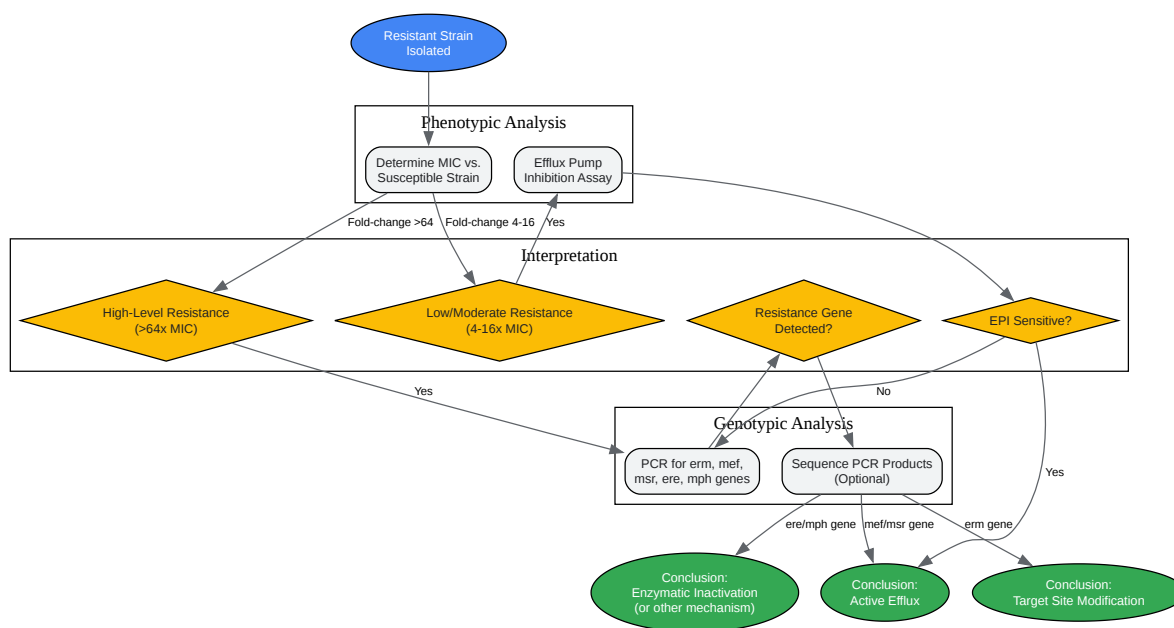 Resistant Strain
Isolated
Phenotypic Analysis
Determine MIC vs.
Susceptible Strain
Efflux Pump
Inhibition Assay
Fold-change >64
Fold-change 4-16
Yes
Interpretation
High-Level Resistance
(>64x MIC)
Low/Moderate Resistance
(4-16x MIC)
Resistance Gene
Detected?
EPI Sensitive?
Yes
No
Genotypic Analysis
PCR for erm, mef,
msr, ere, mph genes
Sequence PCR Products
(Optional)
Yes
ere/mph gene
mef/msr gene
erm gene
Conclusion:
Enzymatic Inactivation
(or other mechanism)
Conclusion:
Active Efflux
Conclusion:
Target Site Modification